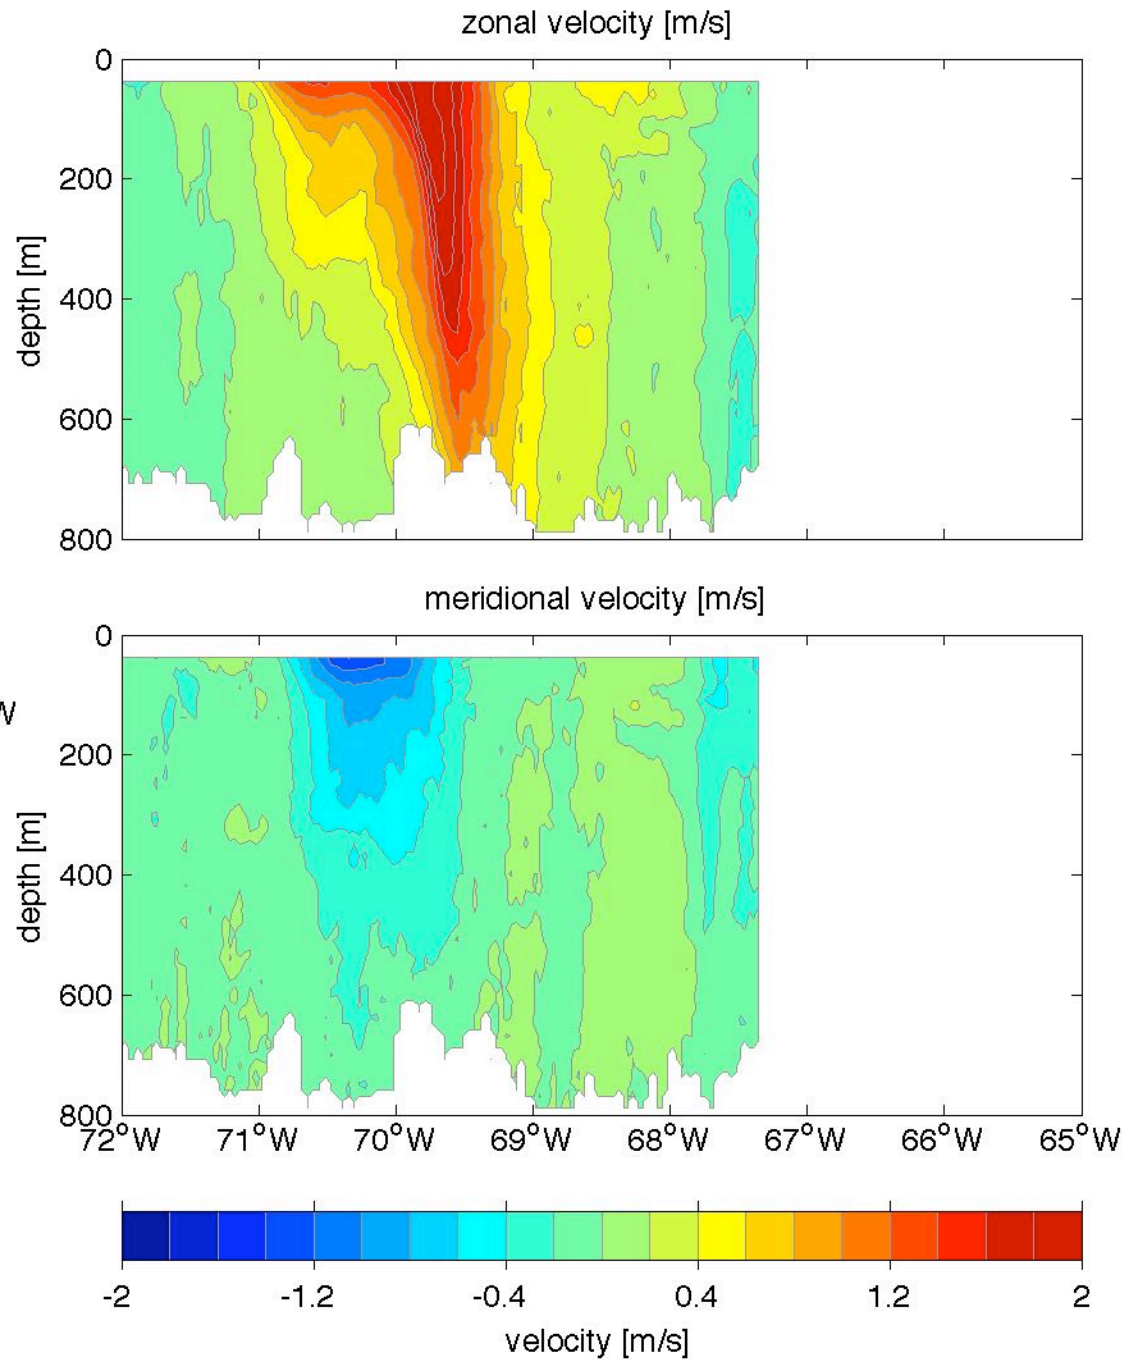 zonal velocity [m/s]
0
200
400
600
800
depth [m]
meridional velocity [m/s]
W
0
200
400
600
800
depth [m]
72°W 71°W 70°W 69°W 68°W 67°W 66°W 65°W
-2 -1.2 -0.4 0.4 1.2 2
velocity [m/s]